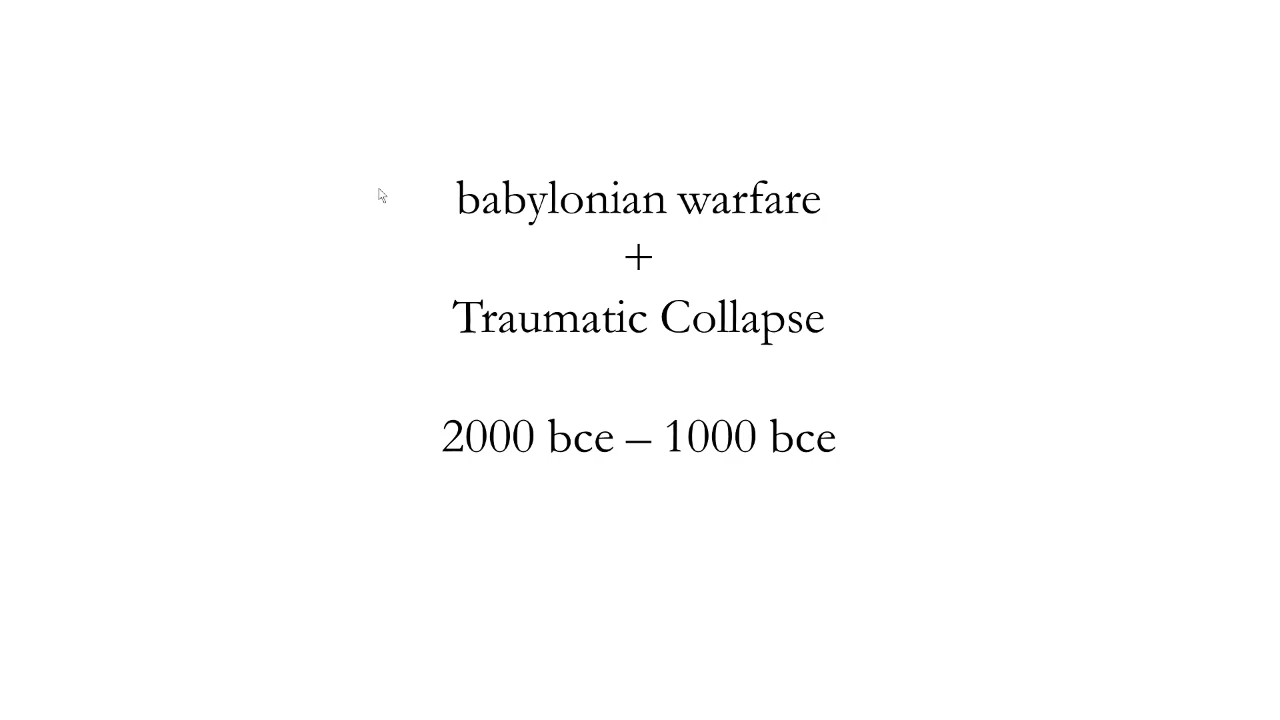 babylonian warfare
+
Traumatic Collapse
2000 bce – 1000 bce